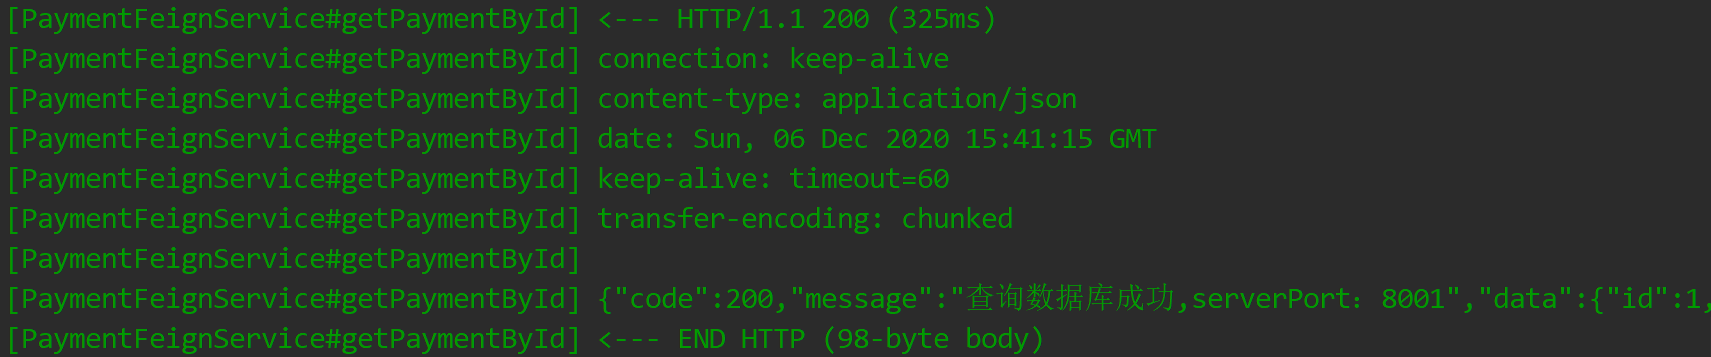 [PaymentFeignService#getPaymentById] <--- HTTP/1.1 200 (325ms)
[PaymentFeignService#getPaymentById] connection: keep-alive
[PaymentFeignService#getPaymentById] content-type: application/json
[PaymentFeignService#getPaymentById] date: Sun, 06 Dec 2020 15:41:15 GMT
[PaymentFeignService#getPaymentById] keep-alive: timeout=60
[PaymentFeignService#getPaymentById] transfer-encoding: chunked
[PaymentFeignService#getPaymentById]
[PaymentFeignService#getPaymentById] {"code":200,"message":"查询数据库成功,serverPort：8001","data":{"id":1,
[PaymentFeignService#getPaymentById] <--- END HTTP (98-byte body)